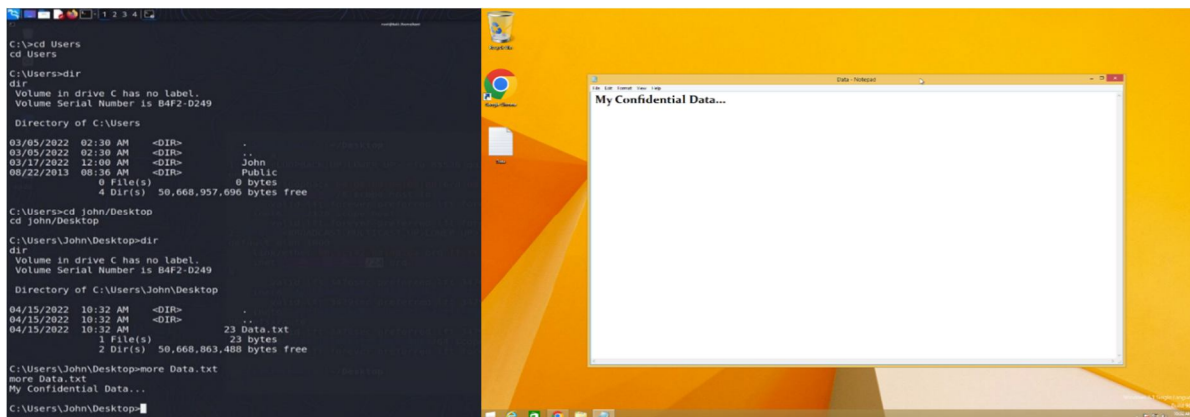 1 2 3 4
C:\>cd Users
cd Users
C:\Users>dir
dir
Volume in drive C has no label.
Volume Serial Number is B4F2-D249
Directory of C:\Users
03/05/2022 02:30 AM <DIR> .
03/05/2022 02:30 AM <DIR> ..
03/17/2022 12:00 AM <DIR> John
08/22/2013 08:36 AM <DIR> Public
0 File(s) 0 bytes
4 Dir(s) 50,668,957,696 bytes free
C:\Users>cd john/Desktop
cd john/Desktop
C:\Users\John\Desktop>dir
dir
Volume in drive C has no label.
Volume Serial Number is B4F2-D249
Directory of C:\Users\John\Desktop
04/15/2022 10:32 AM <DIR> .
04/15/2022 10:32 AM <DIR> ..
04/15/2022 10:32 AM 23 Data.txt
1 File(s) 23 bytes
2 Dir(s) 50,668,863,488 bytes free
C:\Users\John\Desktop>more Data.txt
more Data.txt
My Confidential Data...
C:\Users\John\Desktop>
Data - Notepad
File Edit Format View Help
My Confidential Data...